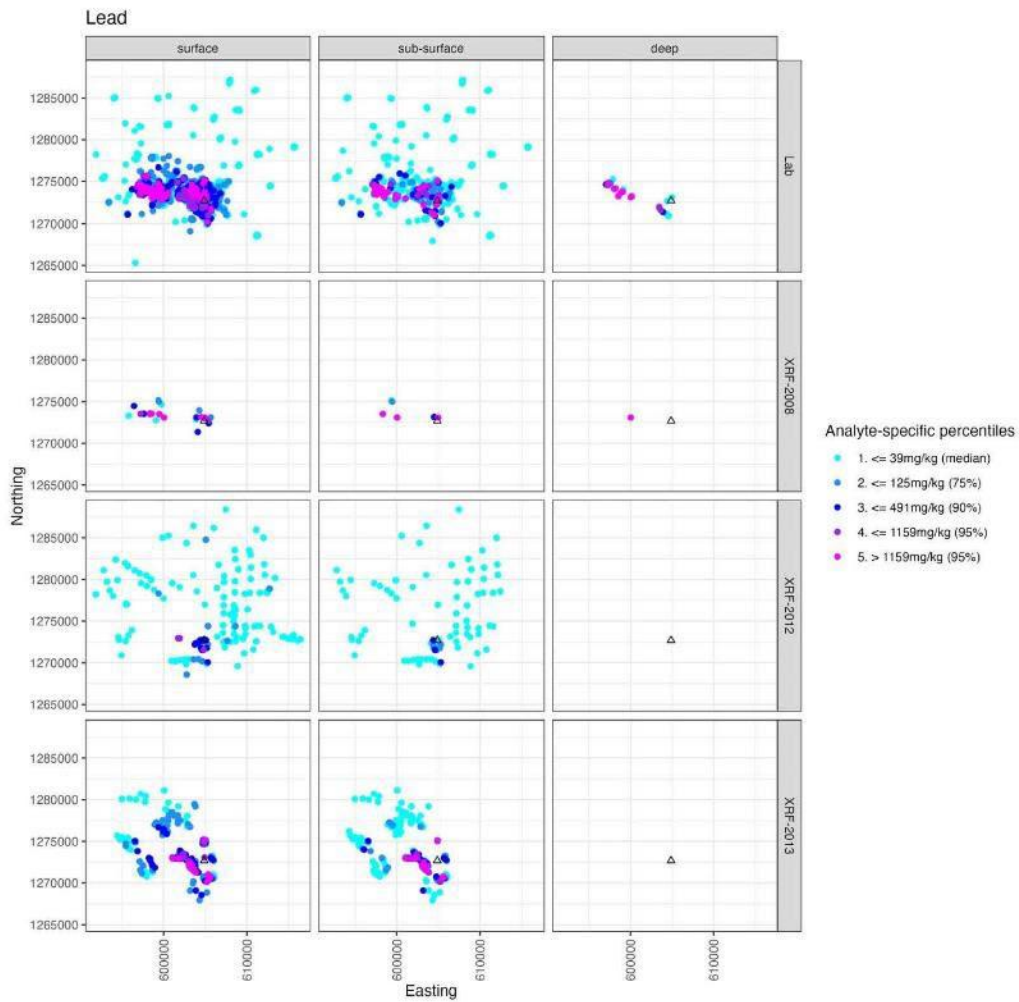 Lead
surface
sub-surface
deep
1285000
1280000
1275000
1270000
1265000
Lab
1285000
1280000
1275000
1270000
1265000
XRF-2008
1285000
1280000
1275000
1270000
1265000
XRF-2012
1285000
1280000
1275000
1270000
1265000
XRF-2013
Northing
600000
610000
600000
610000
600000
610000
Easting
Analyte-specific percentiles
1. <= 39mg/kg (median)
2. <= 125mg/kg (75%)
3. <= 491mg/kg (90%)
4. <= 1159mg/kg (95%)
5. > 1159mg/kg (95%)